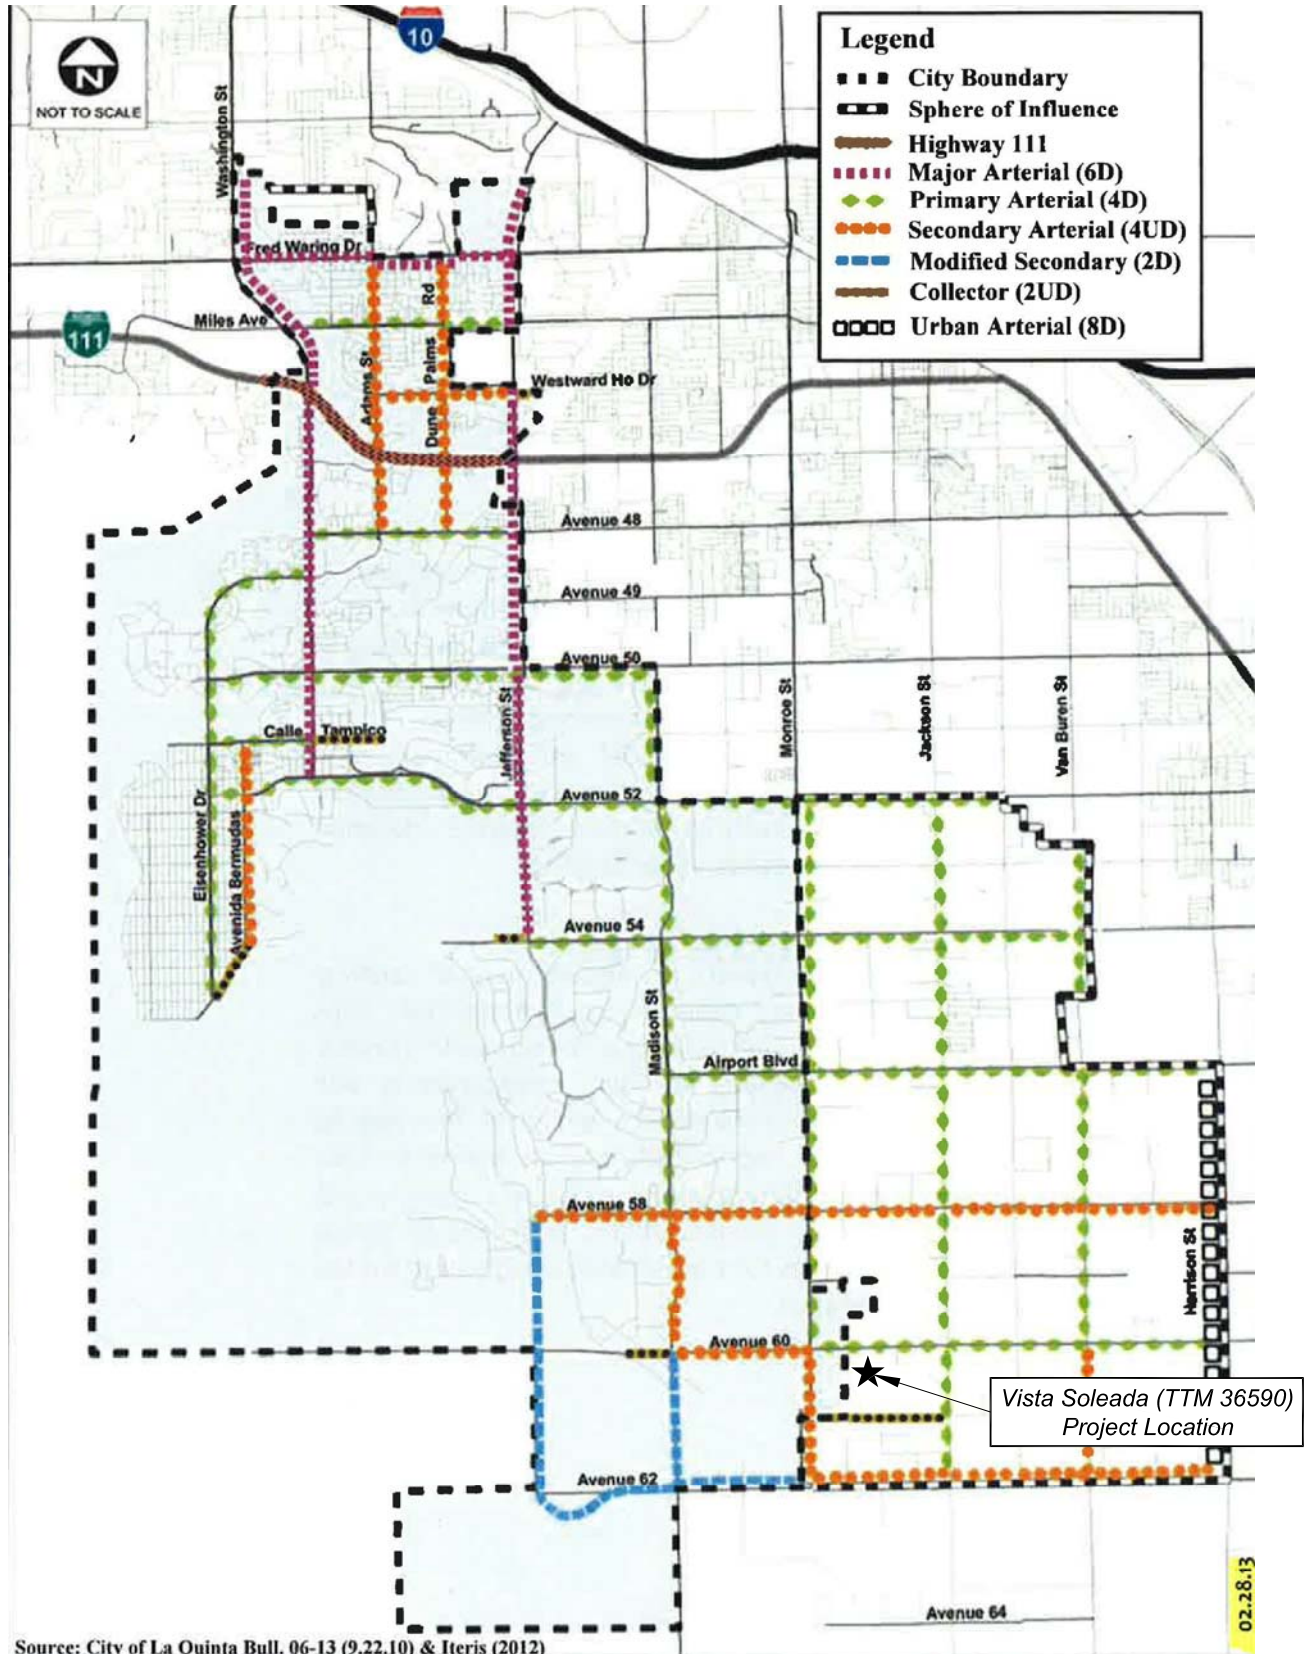 N
NOT TO SCALE
10
Legend
City Boundary
Sphere of Influence
Highway 111
Major Arterial (6D)
Primary Arterial (4D)
Secondary Arterial (4UD)
Modified Secondary (2D)
Collector (2UD)
Urban Arterial (8D)
Washington St
Fred Waring Dr
Miles Ave
111
Adams St
Dune Palms Rd
Westward Ho Dr
Avenue 48
Avenue 49
Avenue 50
Jefferson St
Monroe St
Jackson St
Van Buren St
Calle Tampico
Avenue 52
Eisenhower Dr
Avenida Bermudas
Avenue 54
Madison St
Airport Blvd
Avenue 58
Harrison St
Avenue 60
Vista Soleada (TTM 36590)
Project Location
Avenue 62
Avenue 64
02.28.13
Source: City of La Quinta Bull. 06-13 (9.22.10) & Iteris (2012)